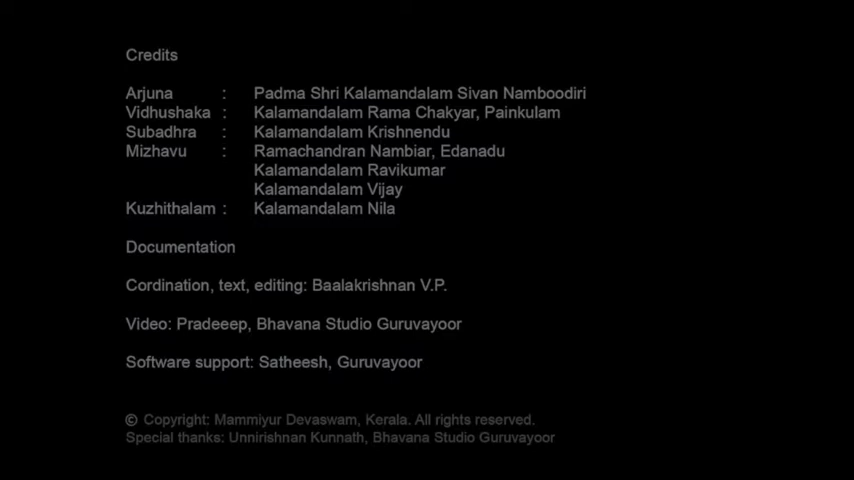 Credits
Arjuna : Padma Shri Kalamandalam Sivan Namboodiri
Vidhushaka : Kalamandalam Rama Chakyar, Painkulam
Subadhra : Kalamandalam Krishnendu
Mizhavu : Ramachandran Nambiar, Edanadu
Kalamandalam Ravikumar
Kalamandalam Vijay
Kuzhithalam : Kalamandalam Nila
Documentation
Cordination, text, editing: Baalakrishnan V.P.
Video: Pradeeep, Bhavana Studio Guruvayoor
Software support: Satheesh, Guruvayoor
© Copyright: Mammiyur Devaswam, Kerala. All rights reserved.
Special thanks: Unnirishnan Kunnath, Bhavana Studio Guruvayoor